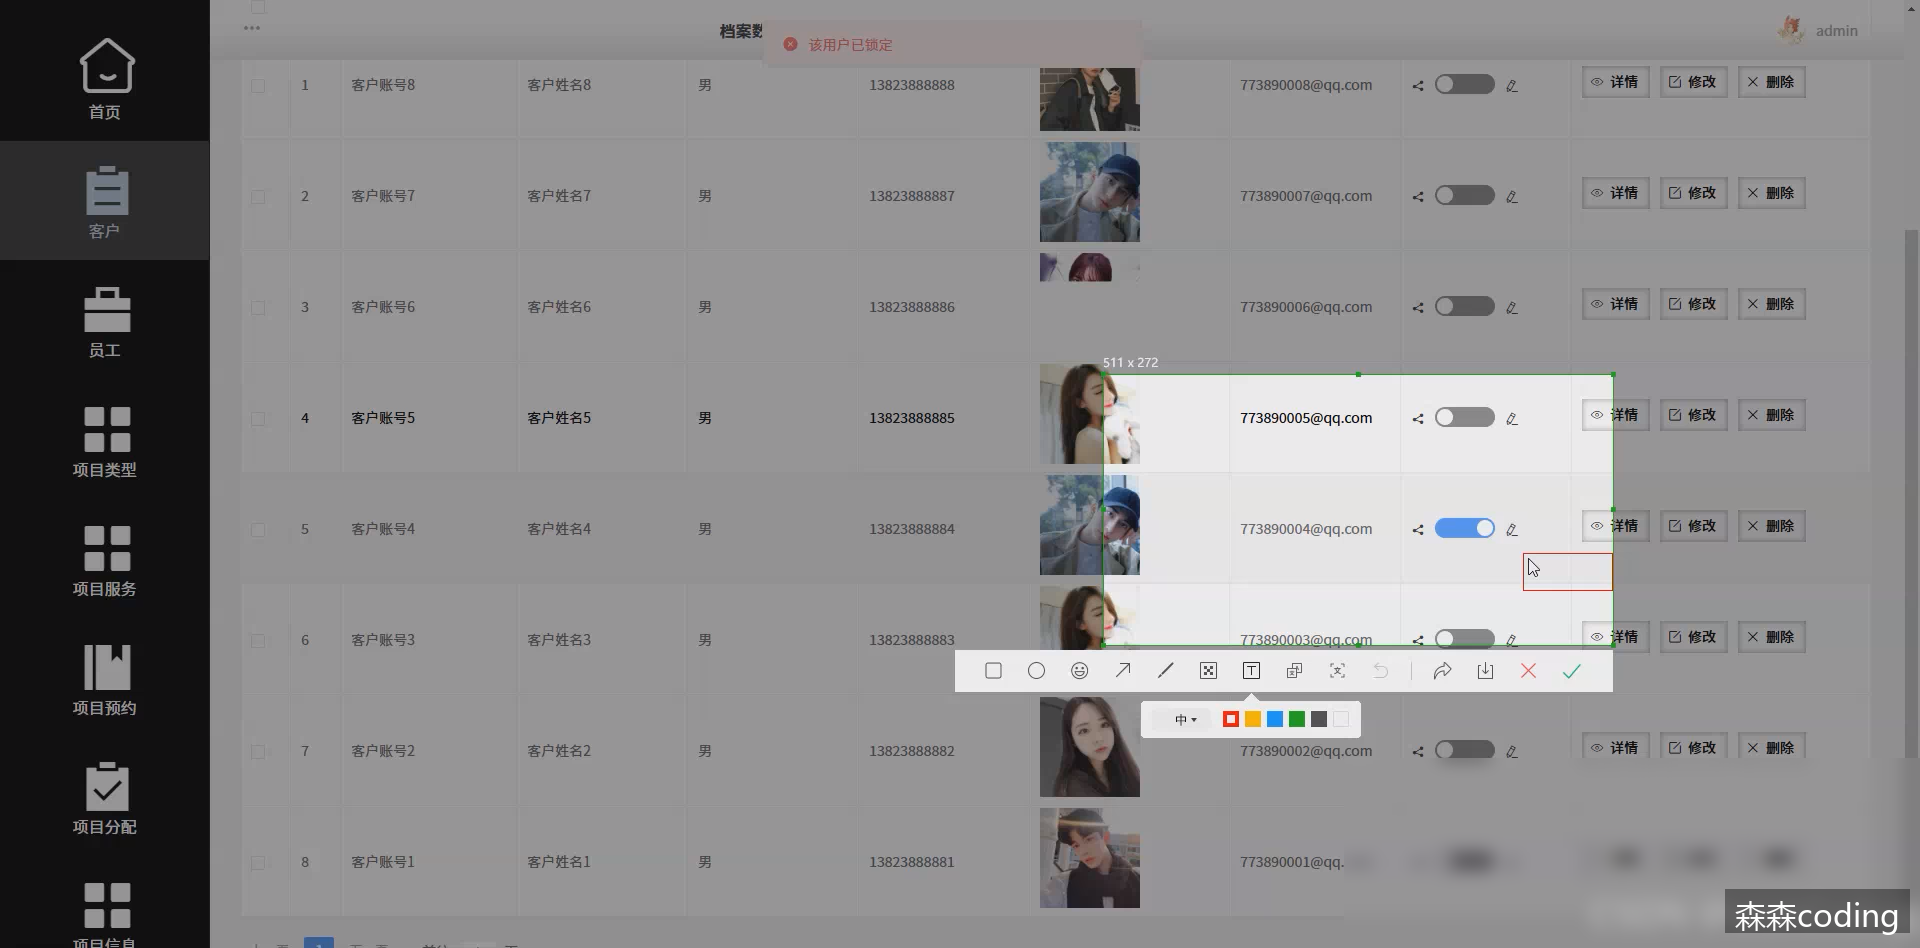 档案数
该用户已锁定
admin
首页
客户
员工
项目类型
项目服务
项目预约
项目分配
项目信息
1 客户账号8 客户姓名8 男 13823888888 773890008@qq.com 详情 修改 删除
2 客户账号7 客户姓名7 男 13823888887 773890007@qq.com 详情 修改 删除
3 客户账号6 客户姓名6 男 13823888886 773890006@qq.com 详情 修改 删除
511 x 272
4 客户账号5 客户姓名5 男 13823888885 773890005@qq.com 详情 修改 删除
5 客户账号4 客户姓名4 男 13823888884 773890004@qq.com 详情 修改 删除
6 客户账号3 客户姓名3 男 13823888883 773890003@qq.com 详情 修改 删除
中
7 客户账号2 客户姓名2 男 13823888882 773890002@qq.com 详情 修改 删除
8 客户账号1 客户姓名1 男 13823888881 773890001@qq.
森森coding